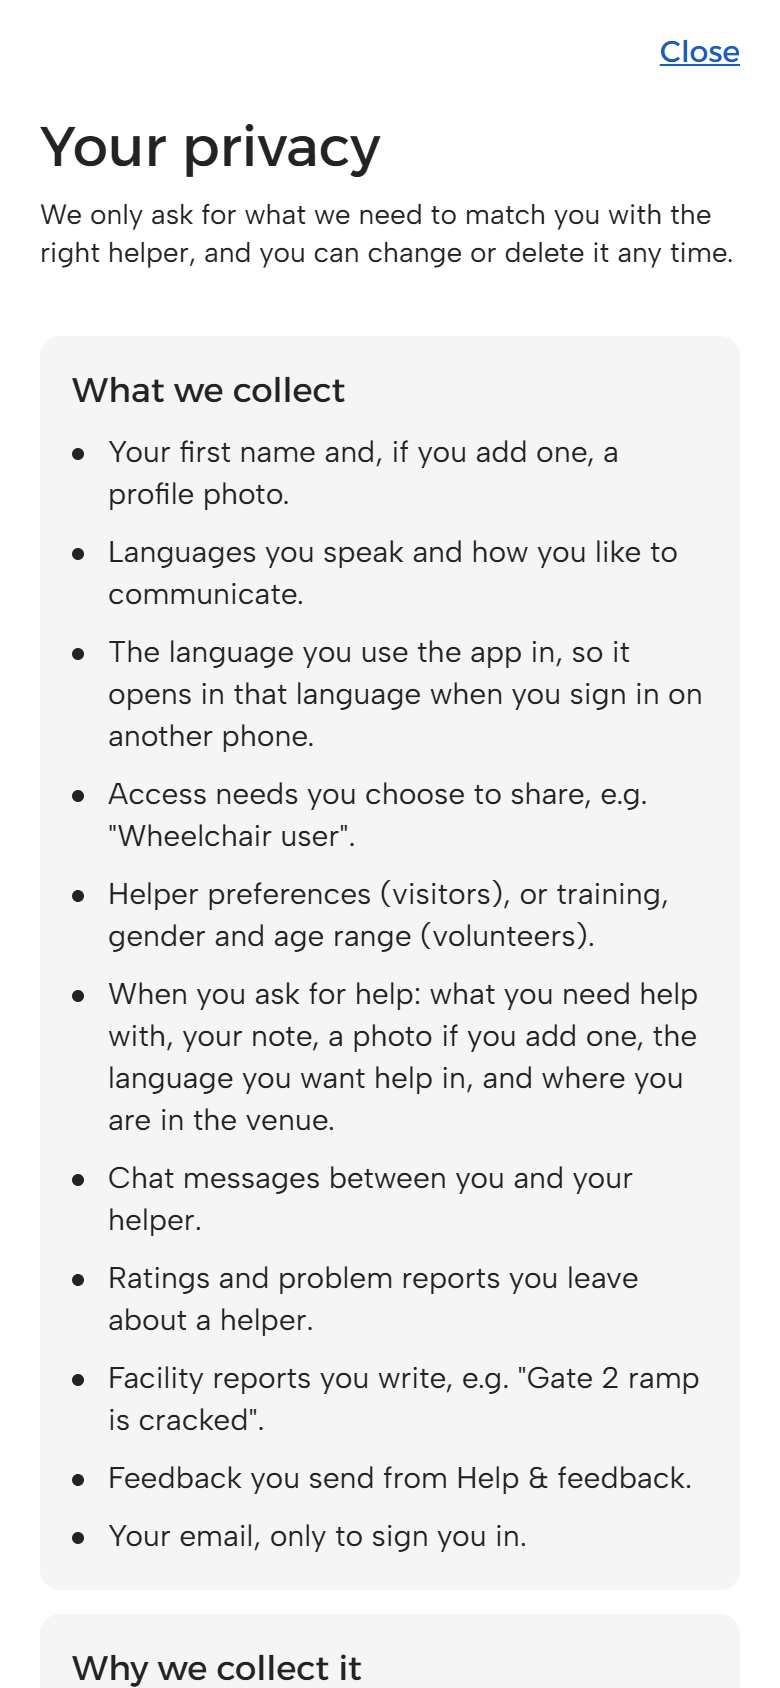 Close
Your privacy
We only ask for what we need to match you with the
right helper, and you can change or delete it any time.
What we collect
● Your first name and, if you add one, a
profile photo.
● Languages you speak and how you like to
communicate.
● The language you use the app in, so it
opens in that language when you sign in on
another phone.
● Access needs you choose to share, e.g.
"Wheelchair user".
● Helper preferences (visitors), or training,
gender and age range (volunteers).
● When you ask for help: what you need help
with, your note, a photo if you add one, the
language you want help in, and where you
are in the venue.
● Chat messages between you and your
helper.
● Ratings and problem reports you leave
about a helper.
● Facility reports you write, e.g. "Gate 2 ramp
is cracked".
● Feedback you send from Help & feedback.
● Your email, only to sign you in.
Why we collect it